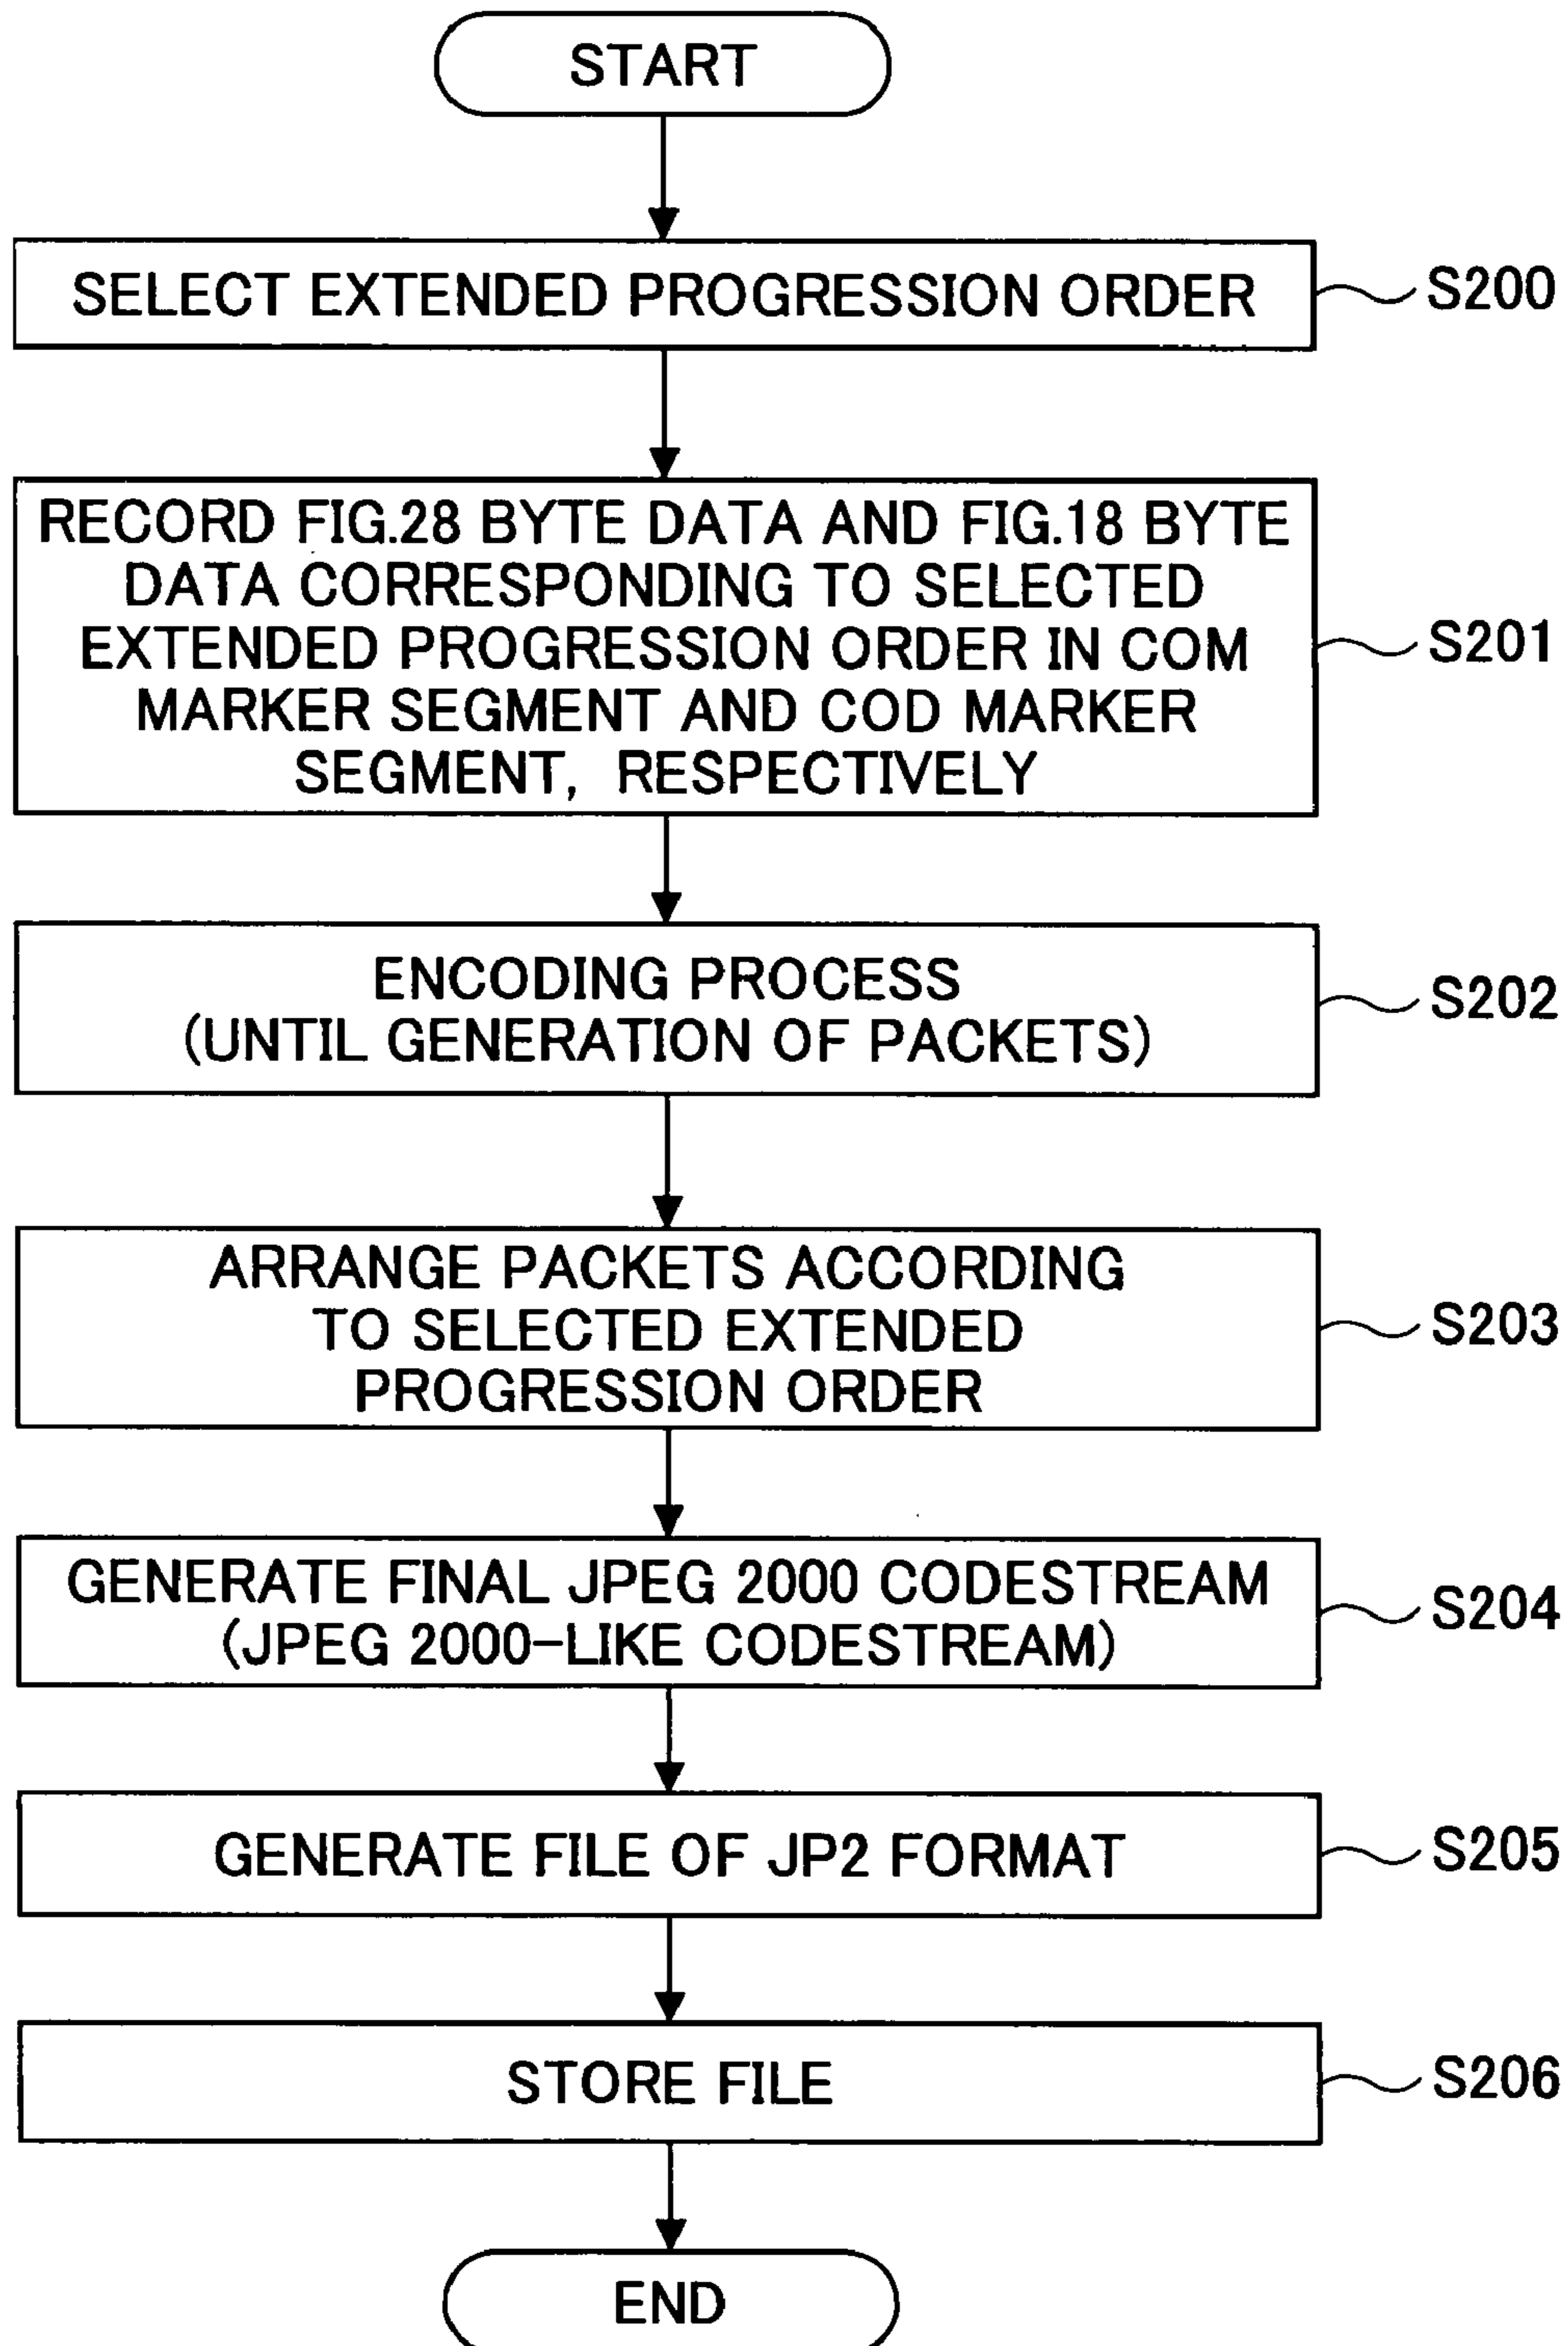 START
SELECT EXTENDED PROGRESSION ORDER
S200
RECORD FIG.28 BYTE DATA AND FIG.18 BYTE
DATA CORRESPONDING TO SELECTED
EXTENDED PROGRESSION ORDER IN COM
MARKER SEGMENT AND COD MARKER
SEGMENT, RESPECTIVELY
S201
ENCODING PROCESS
(UNTIL GENERATION OF PACKETS)
S202
ARRANGE PACKETS ACCORDING
TO SELECTED EXTENDED
PROGRESSION ORDER
S203
GENERATE FINAL JPEG 2000 CODESTREAM
(JPEG 2000-LIKE CODESTREAM)
S204
GENERATE FILE OF JP2 FORMAT
S205
STORE FILE
S206
END